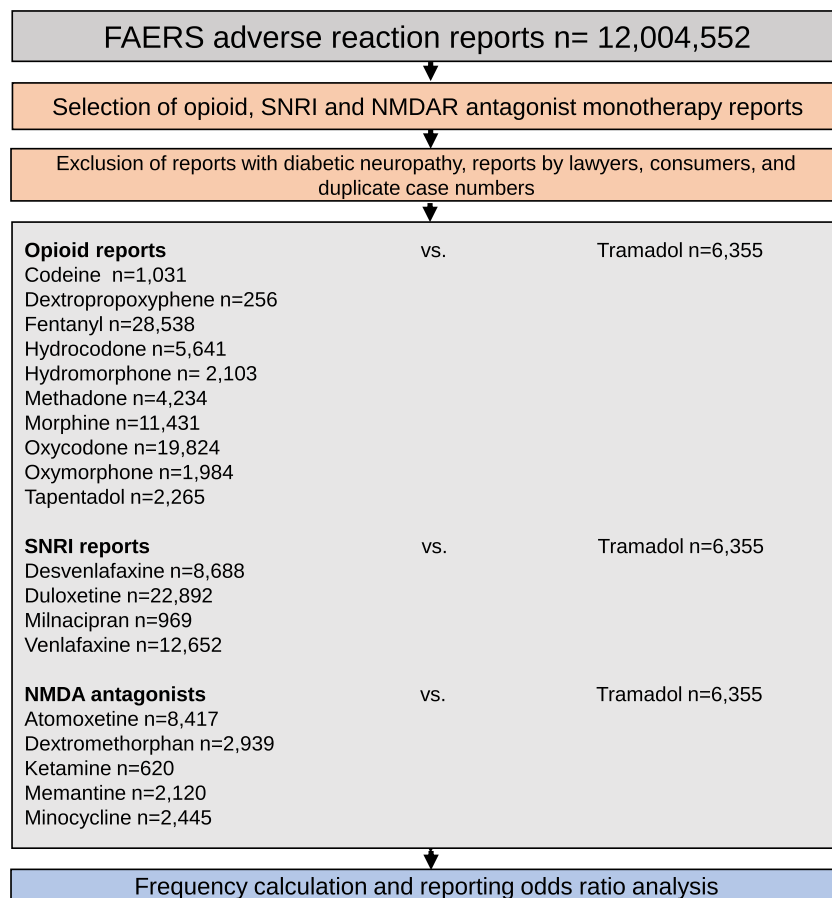 FAERS adverse reaction reports n= 12,004,552
Selection of opioid, SNRI and NMDAR antagonist monotherapy reports
Exclusion of reports with diabetic neuropathy, reports by lawyers, consumers, and
duplicate case numbers
Opioid reports vs. Tramadol n=6,355
Codeine  n=1,031
Dextropropoxyphene n=256
Fentanyl n=28,538
Hydrocodone n=5,641
Hydromorphone n= 2,103
Methadone n=4,234
Morphine n=11,431
Oxycodone n=19,824
Oxymorphone n=1,984
Tapentadol n=2,265
SNRI reports vs. Tramadol n=6,355
Desvenlafaxine n=8,688
Duloxetine n=22,892
Milnacipran n=969
Venlafaxine n=12,652
NMDA antagonists vs. Tramadol n=6,355
Atomoxetine n=8,417
Dextromethorphan n=2,939
Ketamine n=620
Memantine n=2,120
Minocycline n=2,445
Frequency calculation and reporting odds ratio analysis